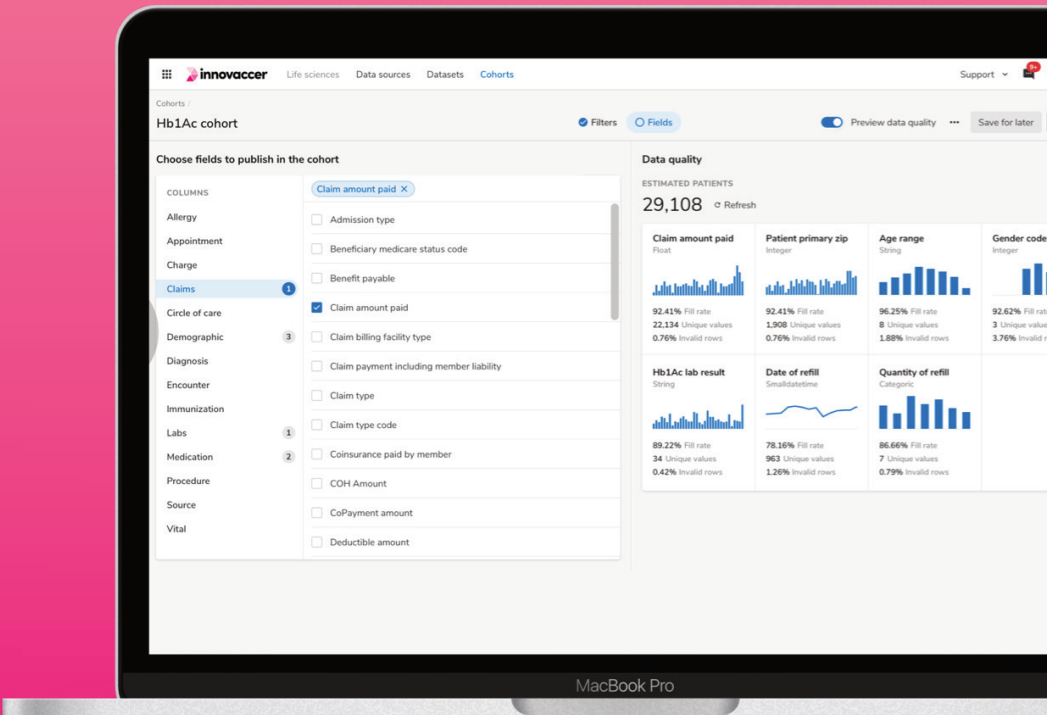 innovaccer Life sciences Data sources Datasets Cohorts Support 9+
Cohorts /
Hb1Ac cohort Filters Fields Preview data quality Save for later
Choose fields to publish in the cohort
COLUMNS
Allergy
Appointment
Charge
Claims 1
Circle of care
Demographic 3
Diagnosis
Encounter
Immunization
Labs 1
Medication 2
Procedure
Source
Vital
Claim amount paid ×
Admission type
Beneficiary medicare status code
Benefit payable
Claim amount paid
Claim billing facility type
Claim payment including member liability
Claim type
Claim type code
Coinsurance paid by member
COH Amount
CoPayment amount
Deductible amount
Data quality
ESTIMATED PATIENTS
29,108 Refresh
Claim amount paid
Float
92.41% Fill rate
22,134 Unique values
0.76% Invalid rows
Patient primary zip
Integer
92.41% Fill rate
1,908 Unique values
0.76% Invalid rows
Age range
String
96.25% Fill rate
8 Unique values
1.88% Invalid rows
Gender code
Integer
92.62% Fill rat
3 Unique value
3.76% Invalid r
Hb1Ac lab result
String
89.22% Fill rate
34 Unique values
0.42% Invalid rows
Date of refill
Smalldatetime
78.16% Fill rate
963 Unique values
1.26% Invalid rows
Quantity of refill
Categoric
86.66% Fill rate
7 Unique values
0.79% Invalid rows
MacBook Pro